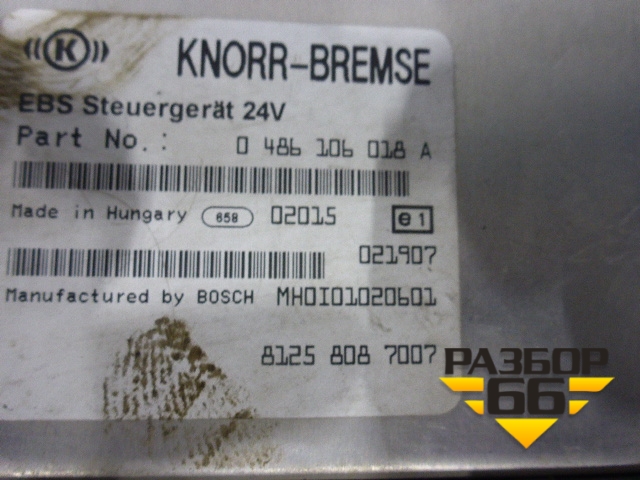 ((K)) KNORR-BREMSE
EBS Steuergerät 24V
Part No.: 0 486 106 018 A
Made in Hungary 658 02015 e1
021907
Manufactured by BOSCH MH0I01020601
8125 808 7007
РАЗБОР
66